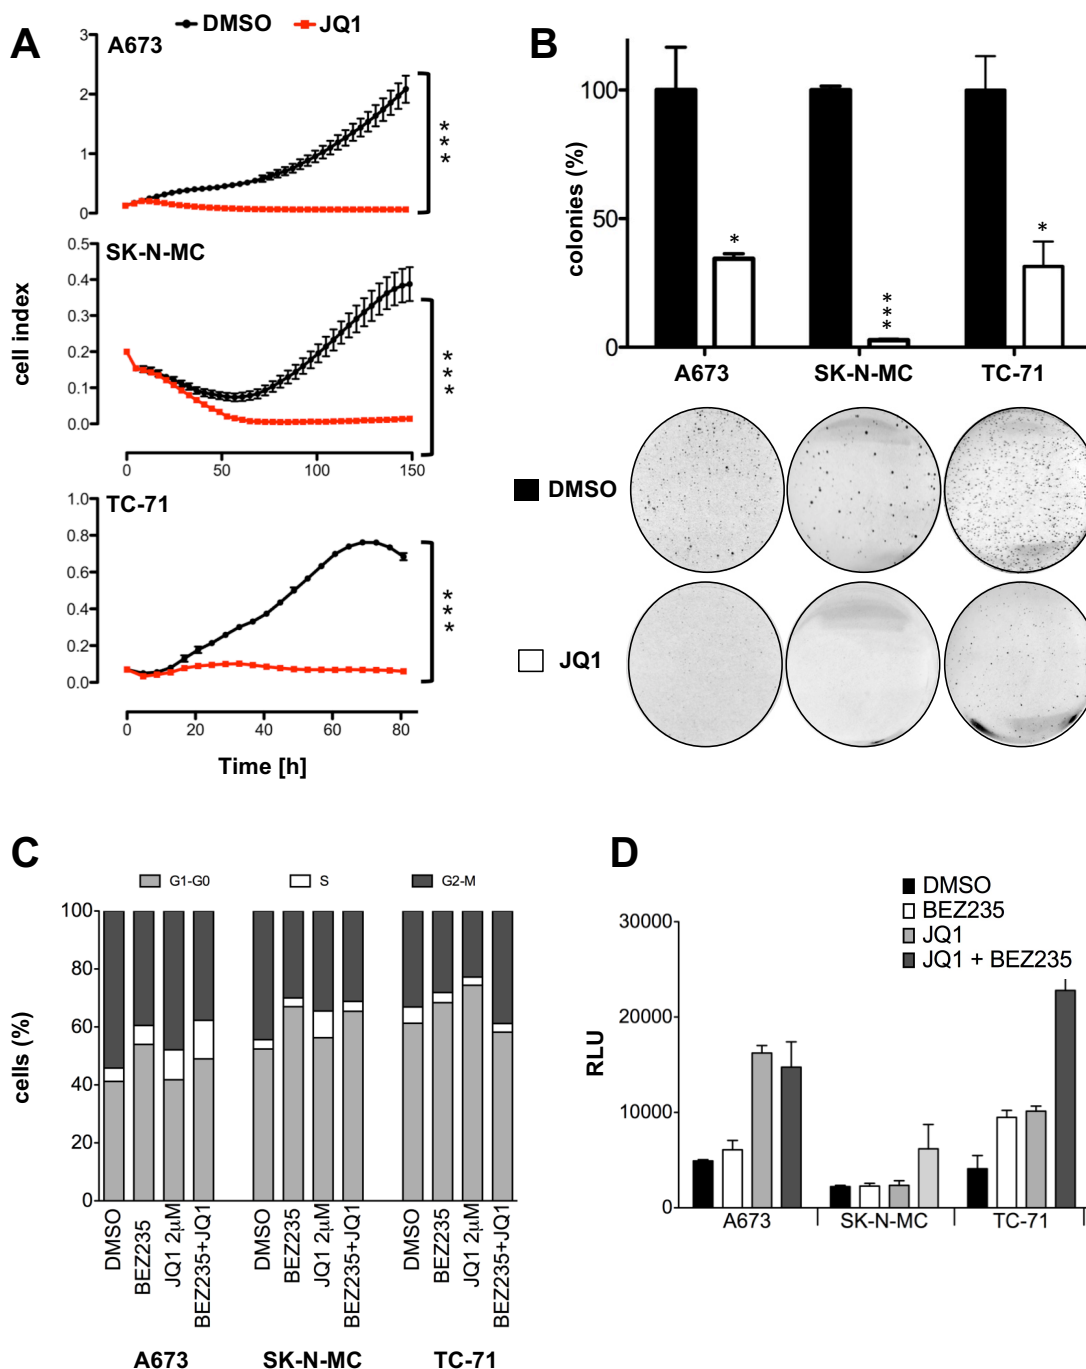 A
DMSO JQ1
A673
3
2
1
0
***
SK-N-MC
0.5
0.4
0.3
0.2
0.1
0.0
***
0 50 100 150
cell index
TC-71
1.0
0.8
0.6
0.4
0.2
0.0
***
0 20 40 60 80
Time [h]
B
colonies (%)
100
50
0
*
***
*
A673 SK-N-MC TC-71
DMSO
JQ1
C
G1-G0 S G2-M
cells (%)
100
80
60
40
20
0
DMSO
BEZ235
JQ1 2μM
BEZ235+JQ1
DMSO
BEZ235
JQ1 2μM
BEZ235+JQ1
DMSO
BEZ235
JQ1 2μM
BEZ235+JQ1
A673 SK-N-MC TC-71
D
DMSO
BEZ235
JQ1
JQ1 + BEZ235
RLU
30000
20000
10000
0
A673 SK-N-MC TC-71